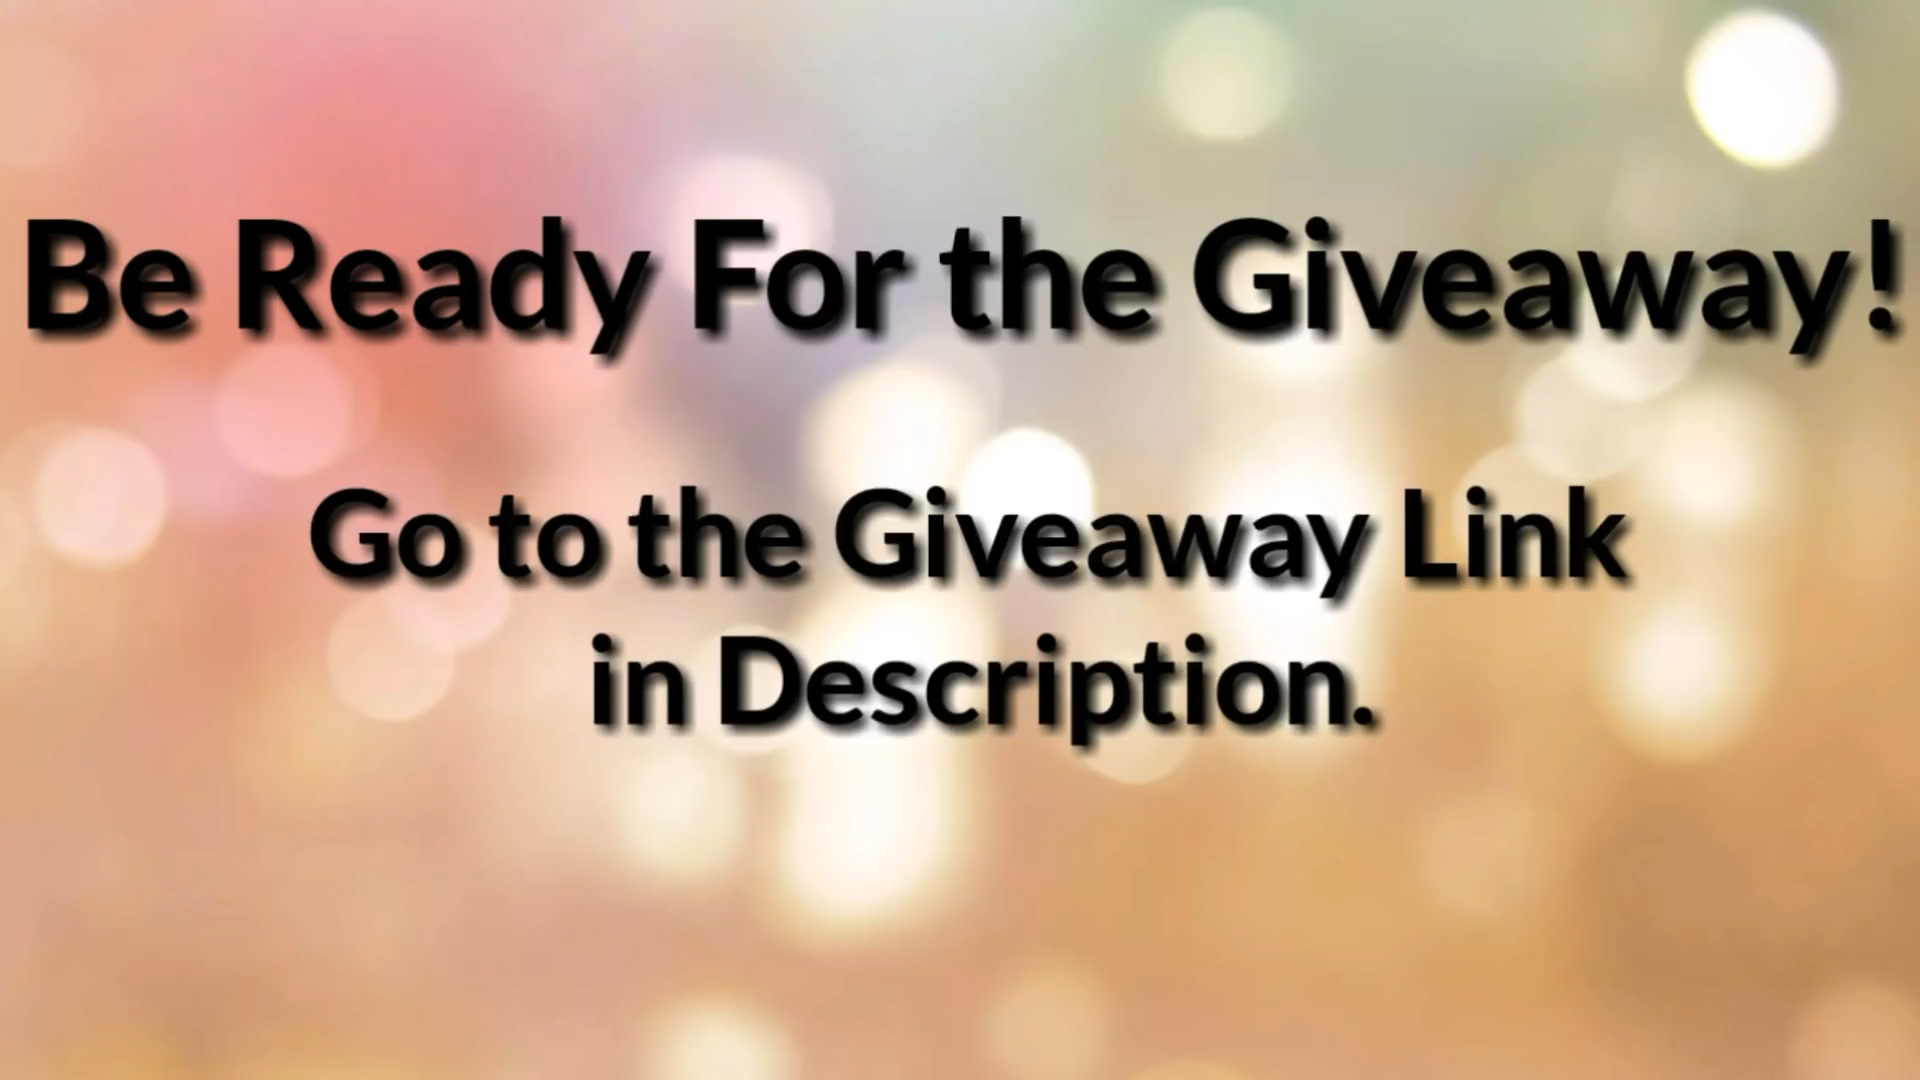 Be Ready For the Giveaway!
Go to the Giveaway Link
in Description.